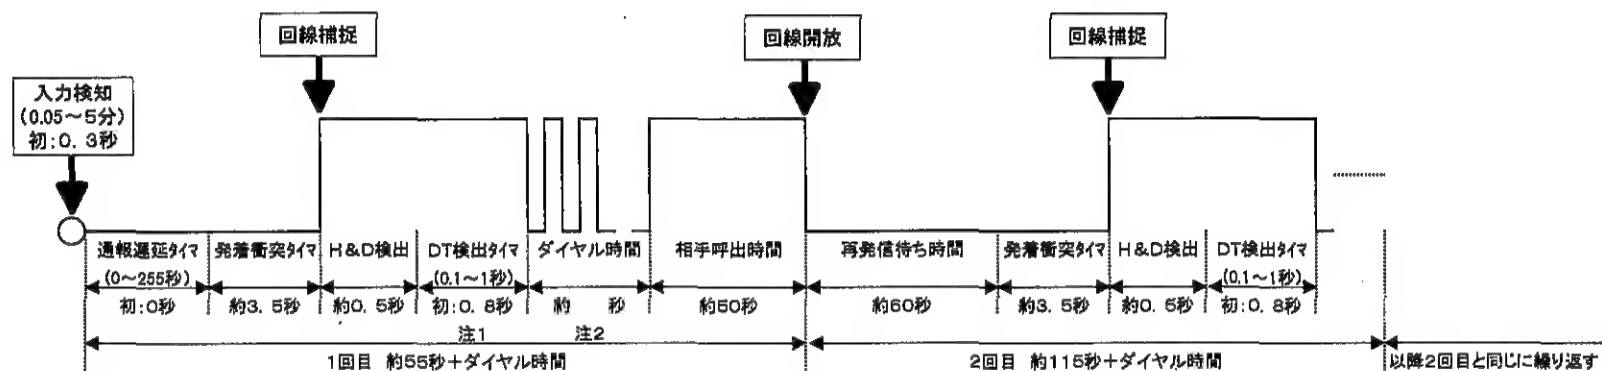 回線捕捉
回線開放
回線捕捉
入力検知
(0.05～5分)
初:0.3秒
通報遅延タイマ
(0～255秒)
初:0秒
発着衝突タイマ
約3.5秒
H&D検出
約0.5秒
DT検出タイマ
(0.1～1秒)
初:0.8秒
ダイヤル時間
約 秒
相手呼出時間
約50秒
再発信待ち時間
約60秒
発着衝突タイマ
約3.5秒
H&D検出
約0.5秒
DT検出タイマ
(0.1～1秒)
初:0.8秒
注1
注2
1回目 約55秒+ダイヤル時間
2回目 約115秒+ダイヤル時間
以降2回目と同じに繰り返す